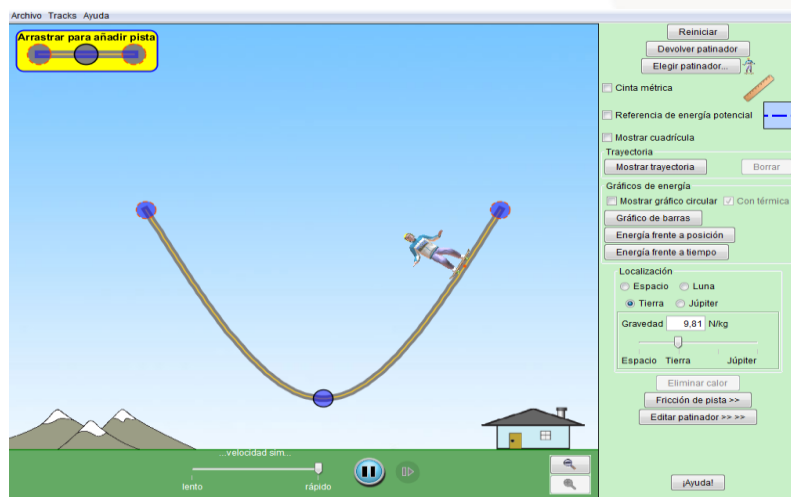 Archivo Tracks Ayuda
Arrastrar para añadir pista
Reiniciar
Devolver patinador
Elegir patinador...
Cinta métrica
Referencia de energía potencial
Mostrar cuadrícula
Trayectoria
Mostrar trayectoria Borrar
Gráficos de energía
Mostrar gráfico circular Con térmica
Gráfico de barras
Energía frente a posición
Energía frente a tiempo
Localización
Espacio Luna
Tierra Júpiter
Gravedad 9,81 N/kg
Espacio Tierra Júpiter
Eliminar calor
Fricción de pista >>
Editar patinador >> >>
¡Ayuda!
...velocidad sim...
lento rápido